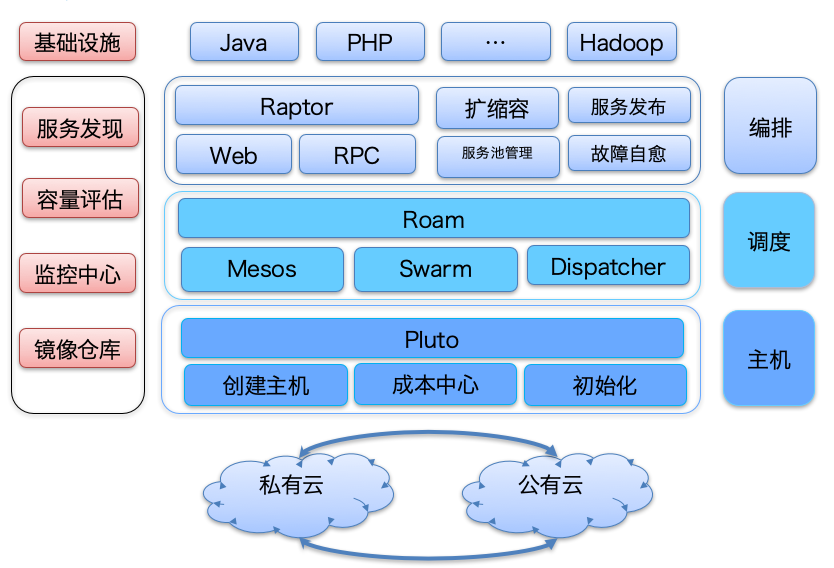 基础设施
Java
PHP
…
Hadoop
服务发现
容量评估
监控中心
镜像仓库
Raptor
扩缩容
服务发布
Web
RPC
服务池管理
故障自愈
编排
Roam
Mesos
Swarm
Dispatcher
调度
Pluto
创建主机
成本中心
初始化
主机
私有云
公有云